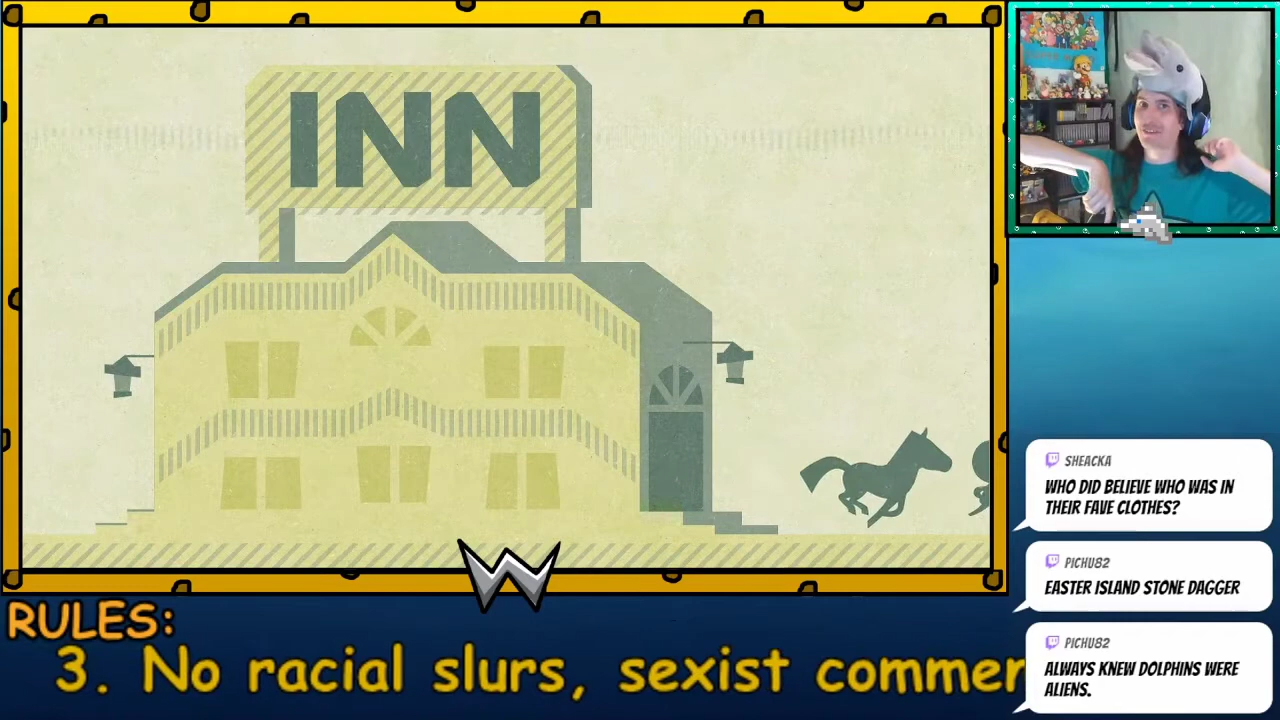 INN
SHEACKA
WHO DID BELIEVE WHO WAS IN
THEIR FAVE CLOTHES?
PICHU82
EASTER ISLAND STONE DAGGER
PICHU82
ALWAYS KNEW DOLPHINS WERE
ALIENS.
W
RULES:
3. No racial slurs, sexist commen